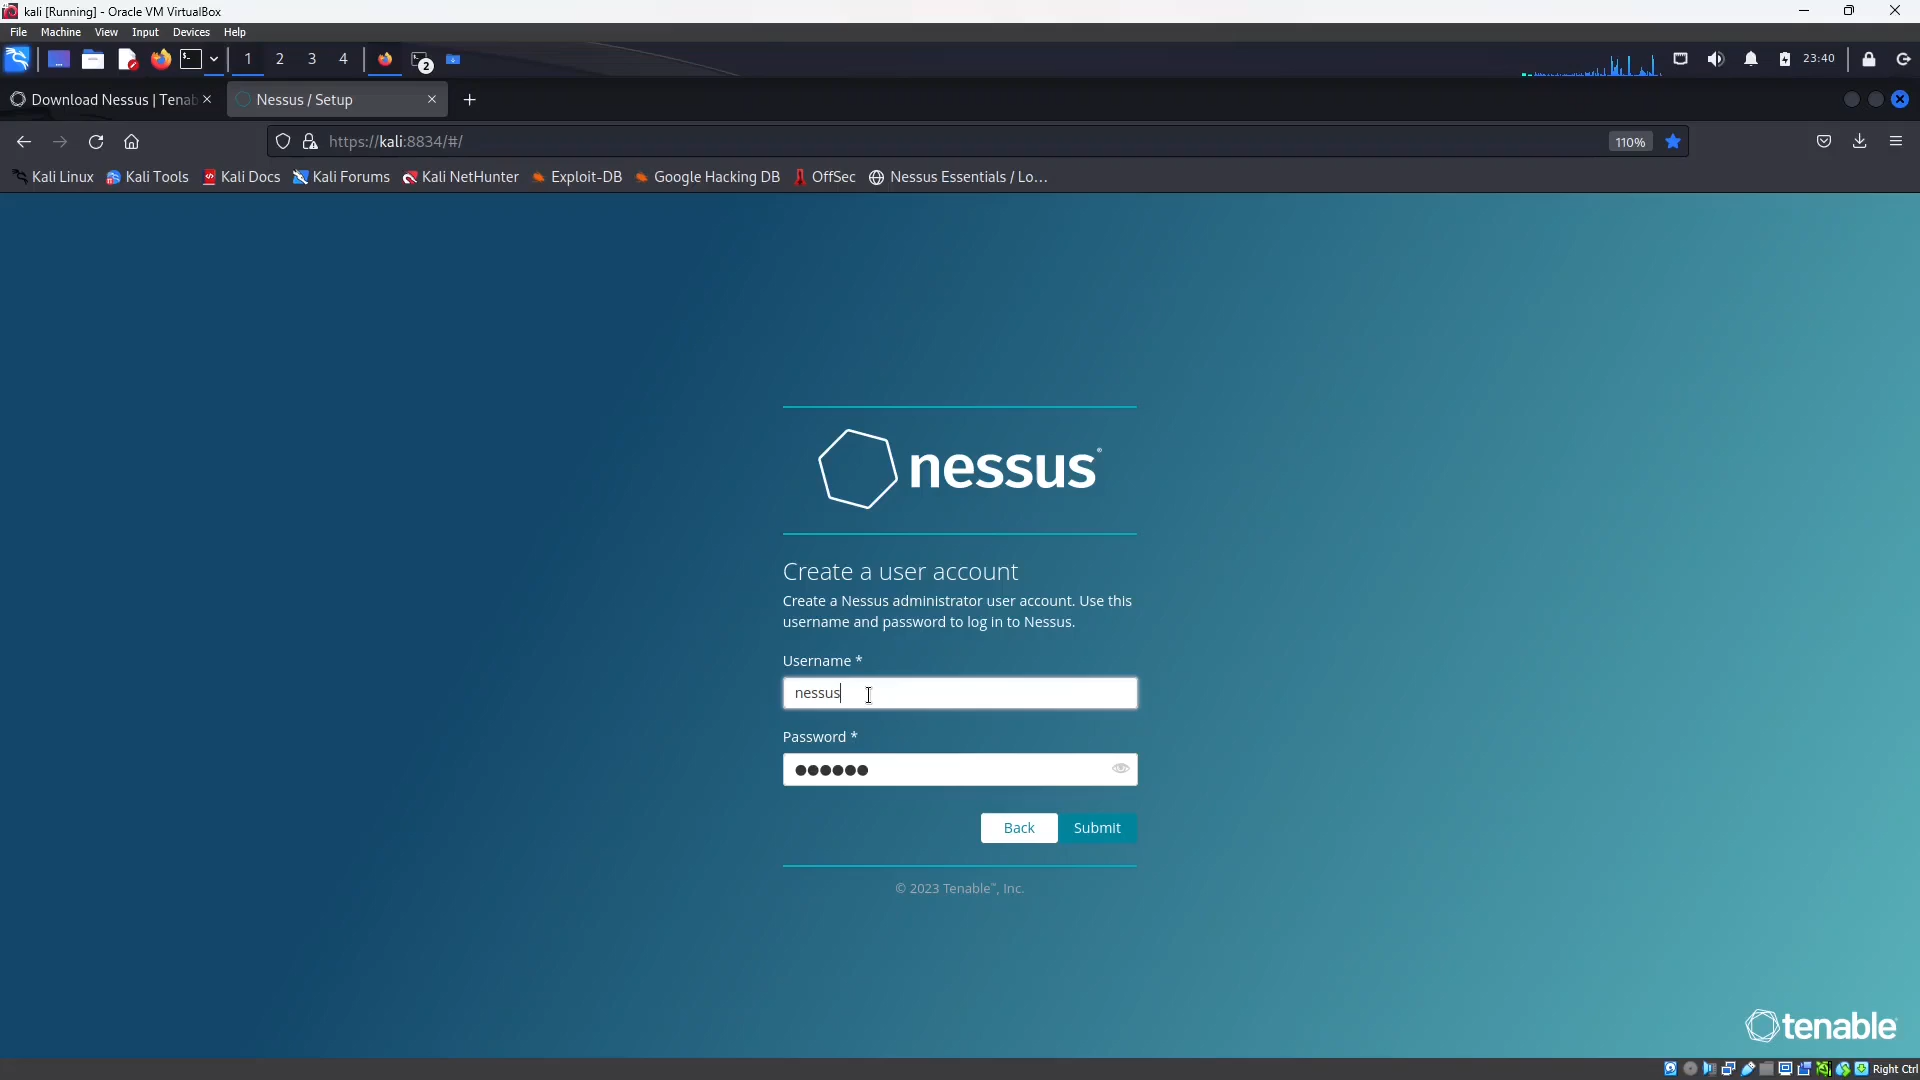 kali [Running] - Oracle VM VirtualBox
File Machine View Input Devices Help
1 2 3 4 2 23:40
Download Nessus | Tenab Nessus / Setup
https://kali:8834/#/ 110%
Kali Linux Kali Tools Kali Docs Kali Forums Kali NetHunter Exploit-DB Google Hacking DB OffSec Nessus Essentials / Lo...
nessus®
Create a user account
Create a Nessus administrator user account. Use this
username and password to log in to Nessus.
Username *
nessus
Password *
●●●●●●
Back Submit
© 2023 Tenable™, Inc.
tenable
Right Ctrl